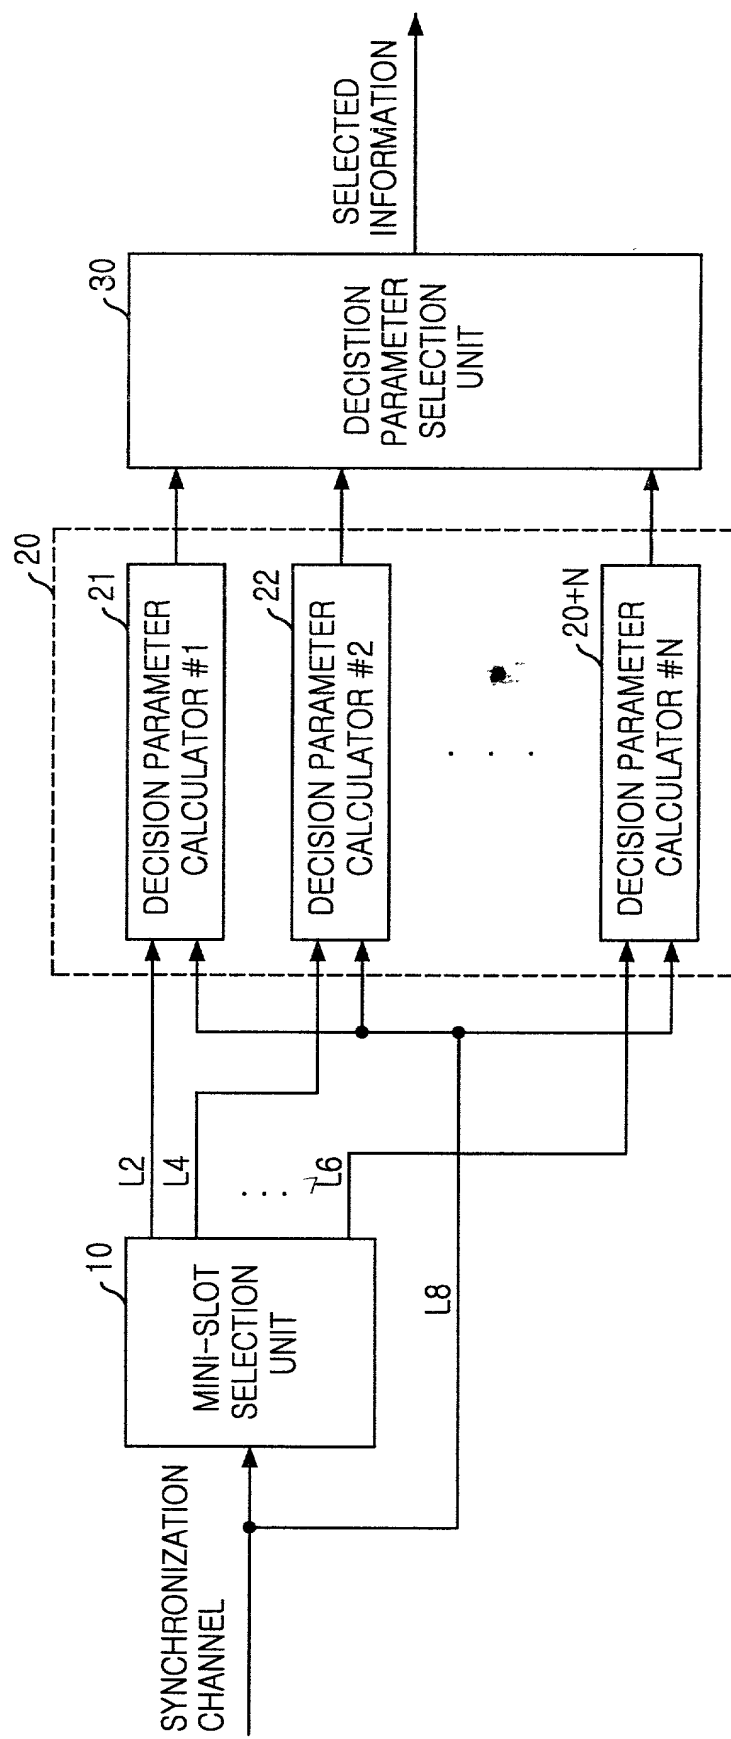 SYNCHRONIZATION
CHANNEL
10
MINI-SLOT
SELECTION
UNIT
L2
L4
. . .
L6
L8
20
21
DECISION PARAMETER
CALCULATOR #1
22
DECISION PARAMETER
CALCULATOR #2
. . .
20+N
DECISION PARAMETER
CALCULATOR #N
30
DECISTION
PARAMETER
SELECTION
UNIT
SELECTED
INFORMATION